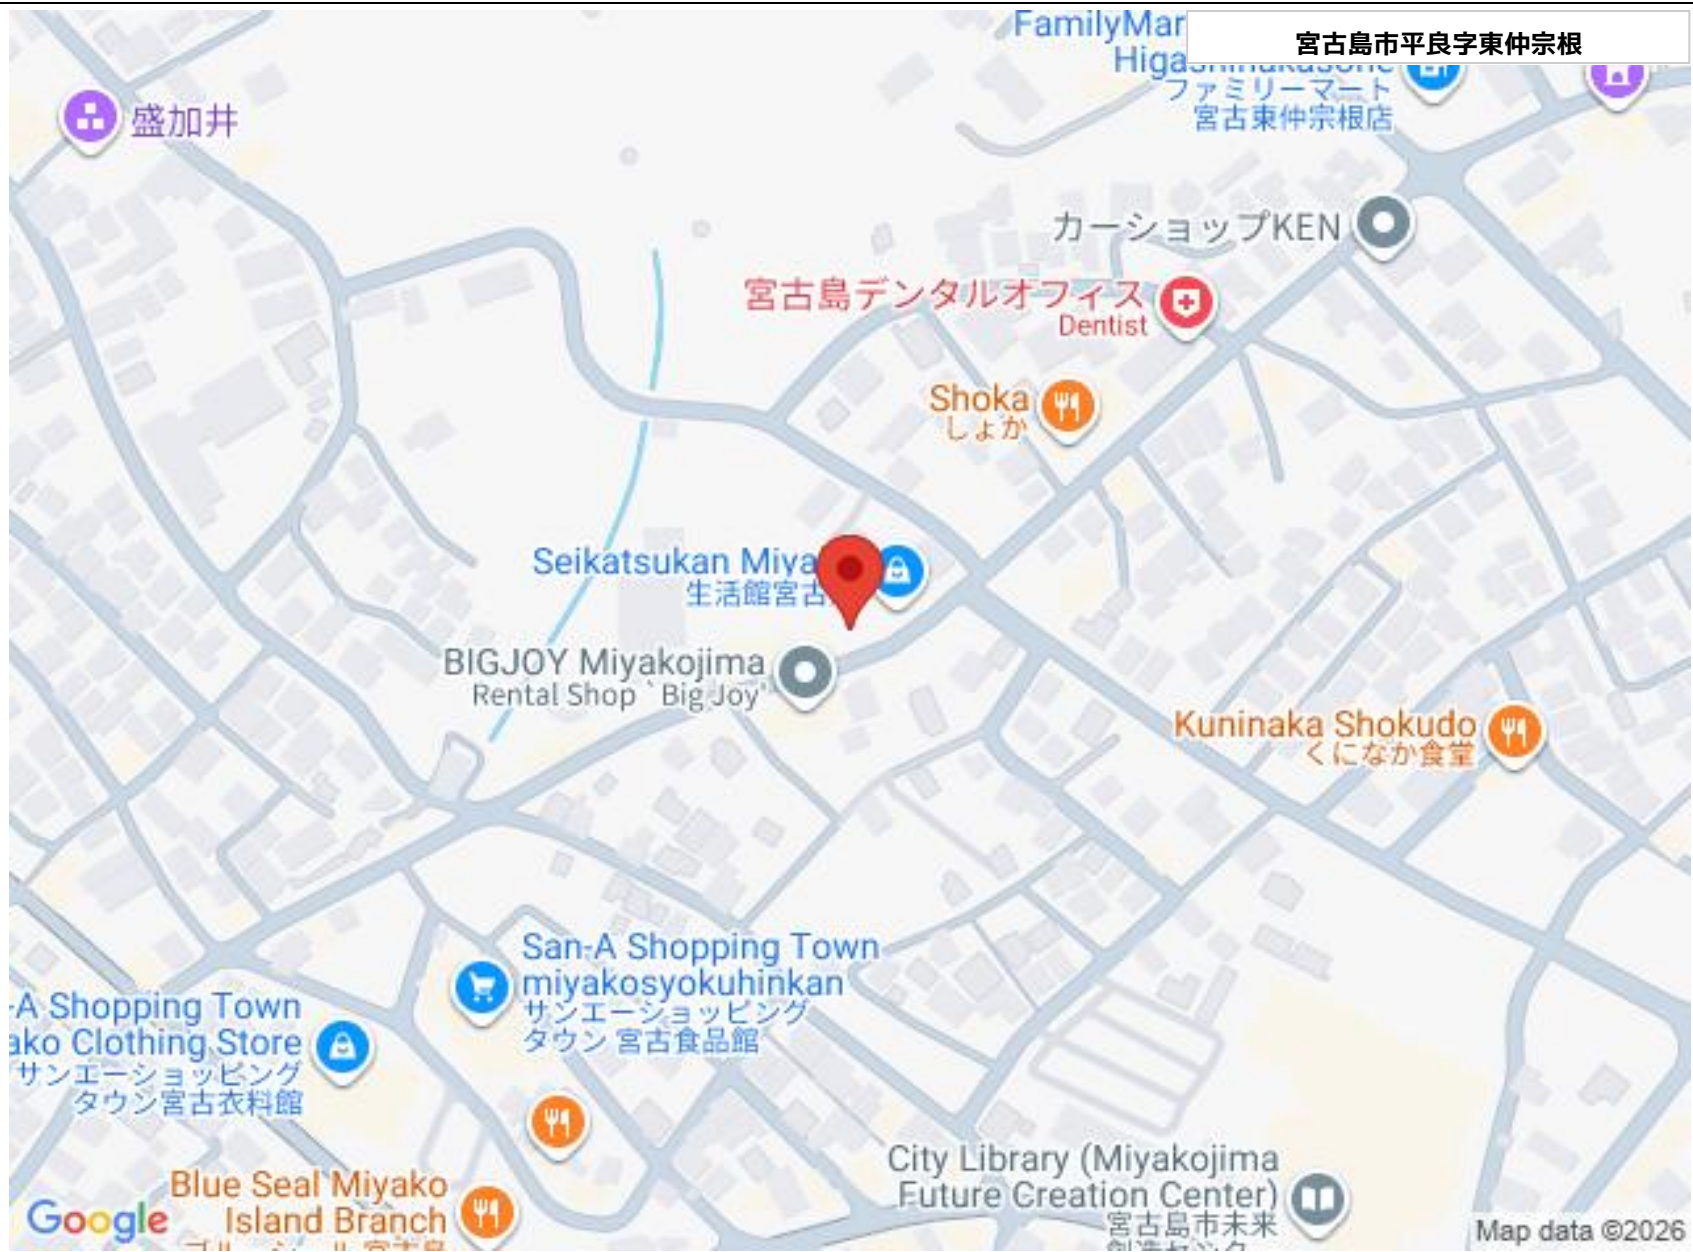 FamilyMar
宮古島市平良字東仲宗根
ファミリーマート
宮古東仲宗根店
盛加井
カーショップKEN
宮古島デンタルオフィス
Dentist
Shoka
しょか
Seikatsukan Miya
生活館宮古
BIGJOY Miyakojima
Rental Shop `Big Joy'
Kuninaka Shokudo
くになか食堂
San-A Shopping Town
miyakosyokuhinkan
サンエーショッピング
タウン 宮古食品館
-A Shopping Town
ako Clothing Store
サンエーショッピング
タウン宮古衣料館
City Library (Miyakojima
Future Creation Center)
宮古島市未来
Blue Seal Miyako
Island Branch
Google
Map data ©2026